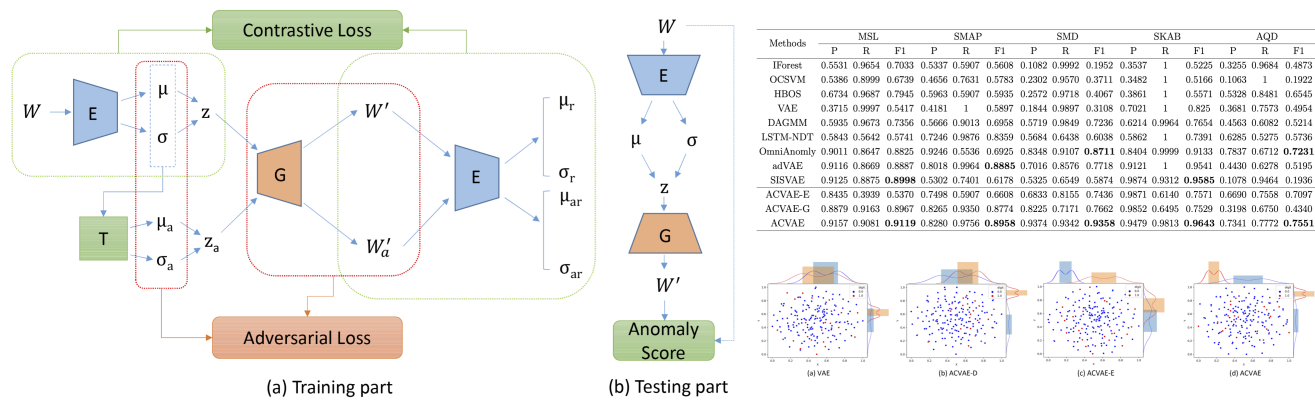 Contrastive Loss
W
E
μ
σ
z
T
μa
σa
za
G
W′
W′a
E
μr
σr
μar
σar
Adversarial Loss
(a) Training part
W
E
μ
σ
z
G
W′
Anomaly
Score
(b) Testing part
Methods MSL SMAP SMD SKAB AQD
P R F1 P R F1 P R F1 P R F1 P R F1
IForest 0.5531 0.9654 0.7033 0.5337 0.5907 0.5608 0.1082 0.9992 0.1952 0.3537 1 0.5225 0.3255 0.9684 0.4873
OCSVM 0.5386 0.8999 0.6739 0.4656 0.7631 0.5783 0.2302 0.9570 0.3711 0.3482 1 0.5166 0.1063 1 0.1922
HBOS 0.6734 0.9687 0.7945 0.5963 0.5907 0.5935 0.2572 0.9718 0.4067 0.3861 1 0.5571 0.5328 0.8481 0.6545
VAE 0.3715 0.9997 0.5417 0.4181 1 0.5897 0.1844 0.9897 0.3108 0.7021 1 0.825 0.3681 0.7573 0.4954
DAGMM 0.5935 0.9673 0.7356 0.5666 0.9013 0.6958 0.5719 0.9849 0.7236 0.6214 0.9964 0.7654 0.4563 0.6082 0.5214
LSTM-NDT 0.5843 0.5642 0.5741 0.7246 0.9876 0.8359 0.5684 0.6438 0.6038 0.5862 1 0.7391 0.6285 0.5275 0.5736
OmniAnomly 0.9011 0.8647 0.8825 0.9246 0.5536 0.6925 0.8348 0.9107 0.8711 0.8404 0.9999 0.9133 0.7837 0.6712 0.7231
adVAE 0.9116 0.8669 0.8887 0.8018 0.9964 0.8885 0.7016 0.8576 0.7718 0.9121 1 0.9541 0.4430 0.6278 0.5195
SISVAE 0.9125 0.8875 0.8998 0.5302 0.7401 0.6178 0.5325 0.6549 0.5874 0.9874 0.9312 0.9585 0.1078 0.9464 0.1936
ACVAE-E 0.8435 0.3939 0.5370 0.7498 0.5907 0.6608 0.6833 0.8155 0.7436 0.9871 0.6140 0.7571 0.6690 0.7558 0.7097
ACVAE-G 0.8879 0.9163 0.8967 0.8265 0.9350 0.8774 0.8225 0.7171 0.7662 0.9852 0.6495 0.7529 0.3198 0.6750 0.4340
ACVAE 0.9157 0.9081 0.9119 0.8280 0.9756 0.8958 0.9374 0.9342 0.9358 0.9479 0.9813 0.9643 0.7341 0.7772 0.7551
(a) VAE
(b) ACVAE-D
(c) ACVAE-E
(d) ACVAE